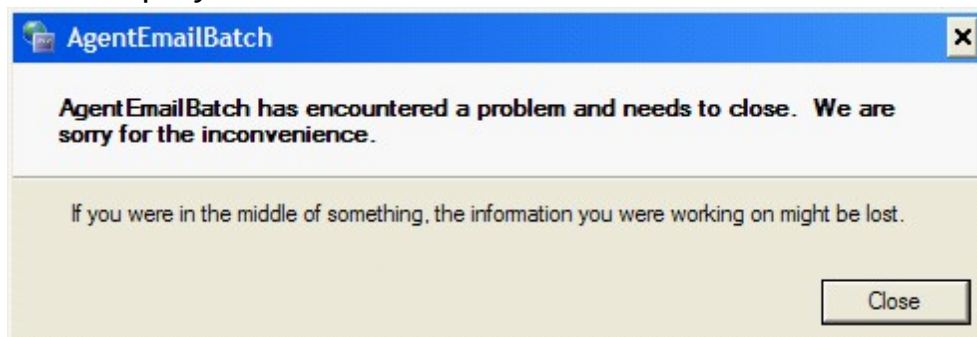 AgentEmailBatch
AgentEmailBatch has encountered a problem and needs to close. We are
sorry for the inconvenience.
If you were in the middle of something, the information you were working on might be lost.
Close